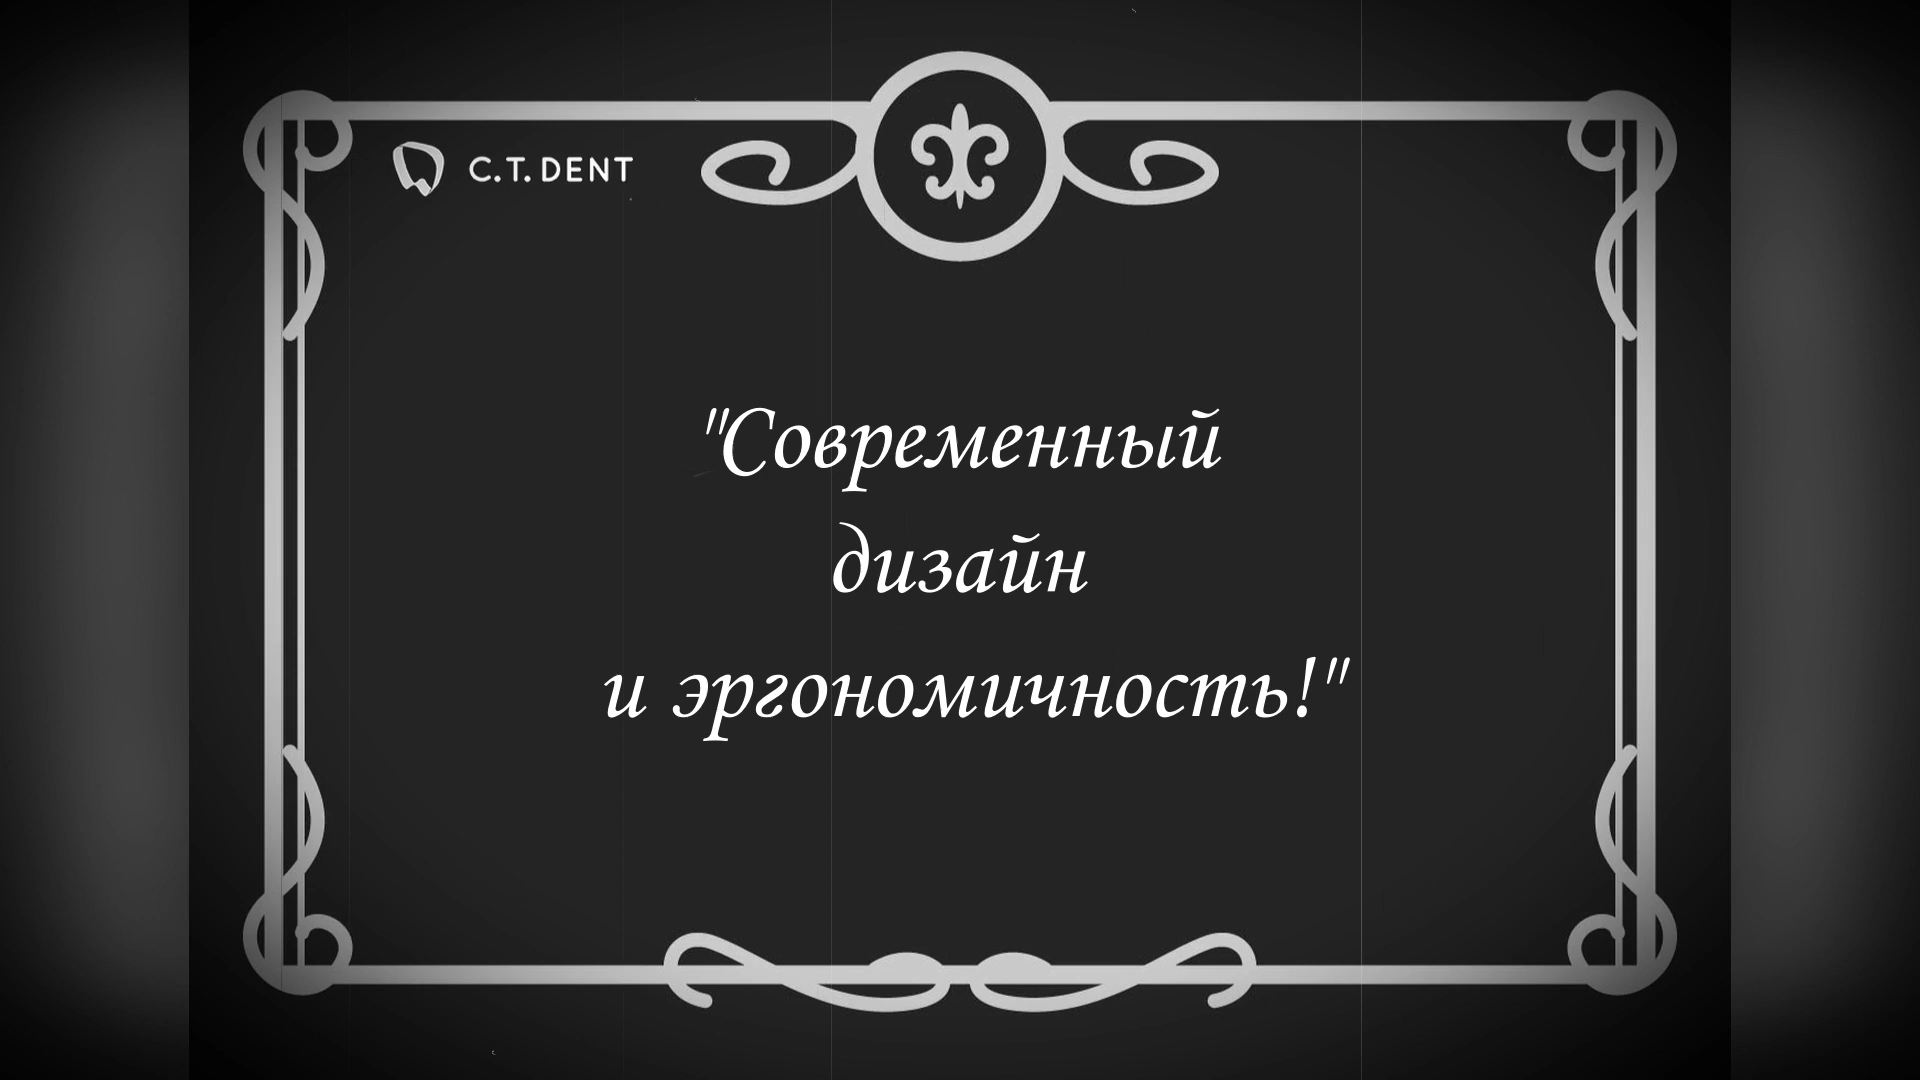 C.T. DENT
"Современный
дизайн
и эргономичность!"